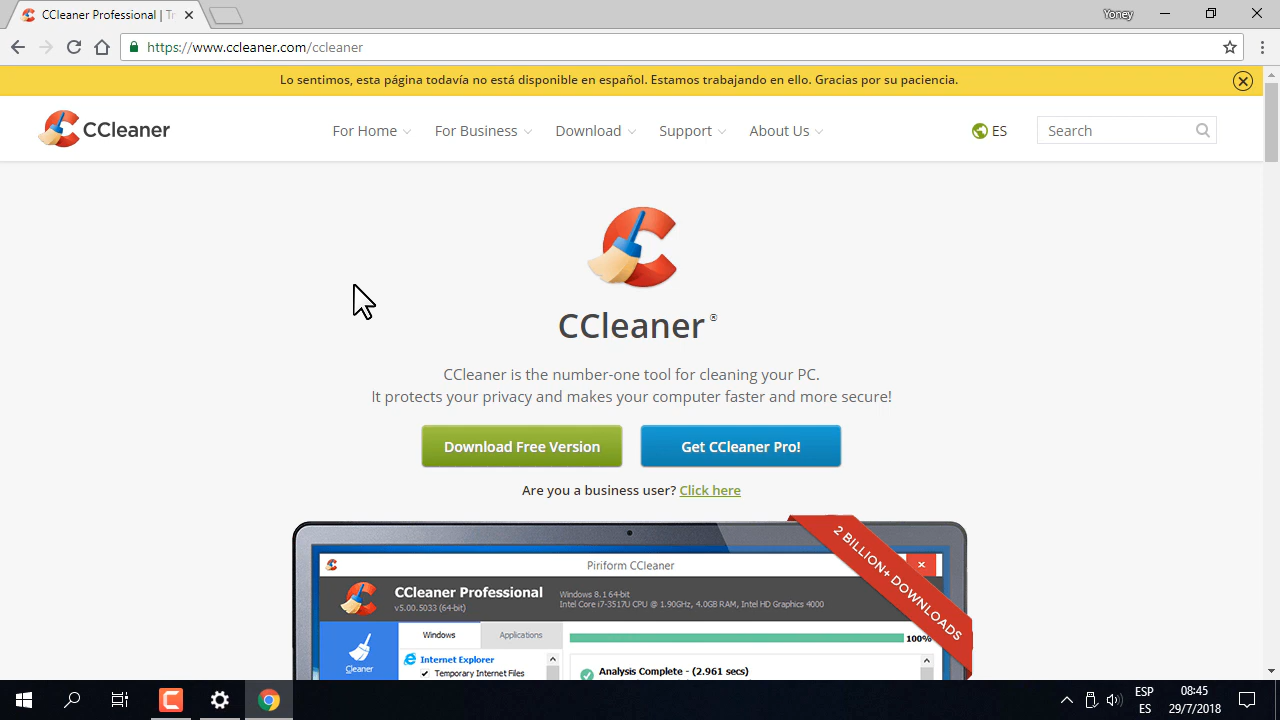 CCleaner Professional | Tr
Yoney
https://www.ccleaner.com/ccleaner
Lo sentimos, esta página todavía no está disponible en español. Estamos trabajando en ello. Gracias por su paciencia.
CCleaner
For Home
For Business
Download
Support
About Us
ES
Search
CCleaner®
CCleaner is the number-one tool for cleaning your PC.
It protects your privacy and makes your computer faster and more secure!
Download Free Version
Get CCleaner Pro!
Are you a business user? Click here
2 BILLION+ DOWNLOADS
Piriform CCleaner
CCleaner Professional
v5.00.5033 (64-bit)
Windows 8.1 64-bit
Intel Core i7-3517U CPU @ 1.90GHz, 4.0GB RAM, Intel HD Graphics 4000
Cleaner
Windows
Applications
100%
Internet Explorer
Temporary Internet Files
Analysis Complete - (2.961 secs)
ESP
ES
08:45
29/7/2018